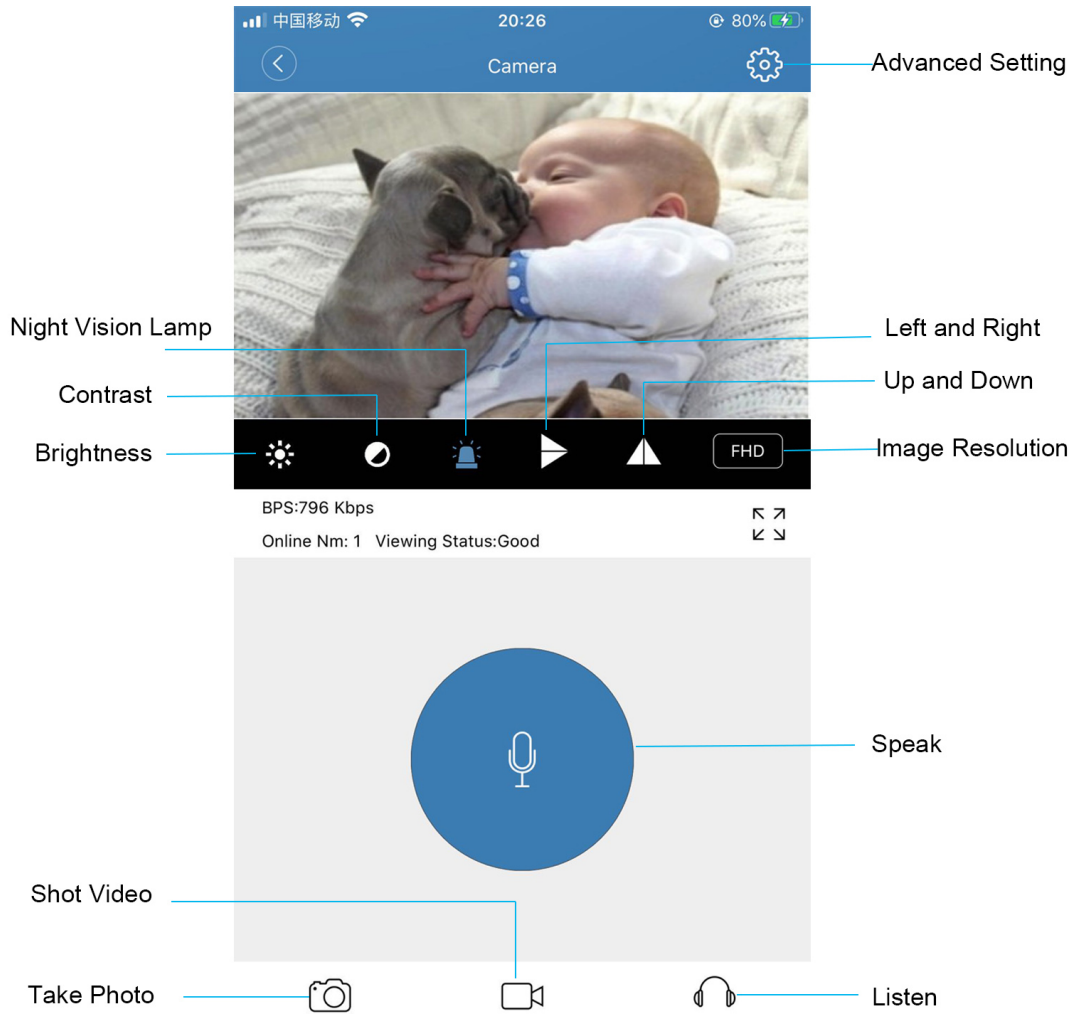 中国移动 20:26 80%
Camera
Advanced Setting
Night Vision Lamp
Left and Right
Contrast
Up and Down
Brightness
FHD
Image Resolution
BPS:796 Kbps
Online Nm: 1 Viewing Status:Good
Speak
Shot Video
Take Photo
Listen